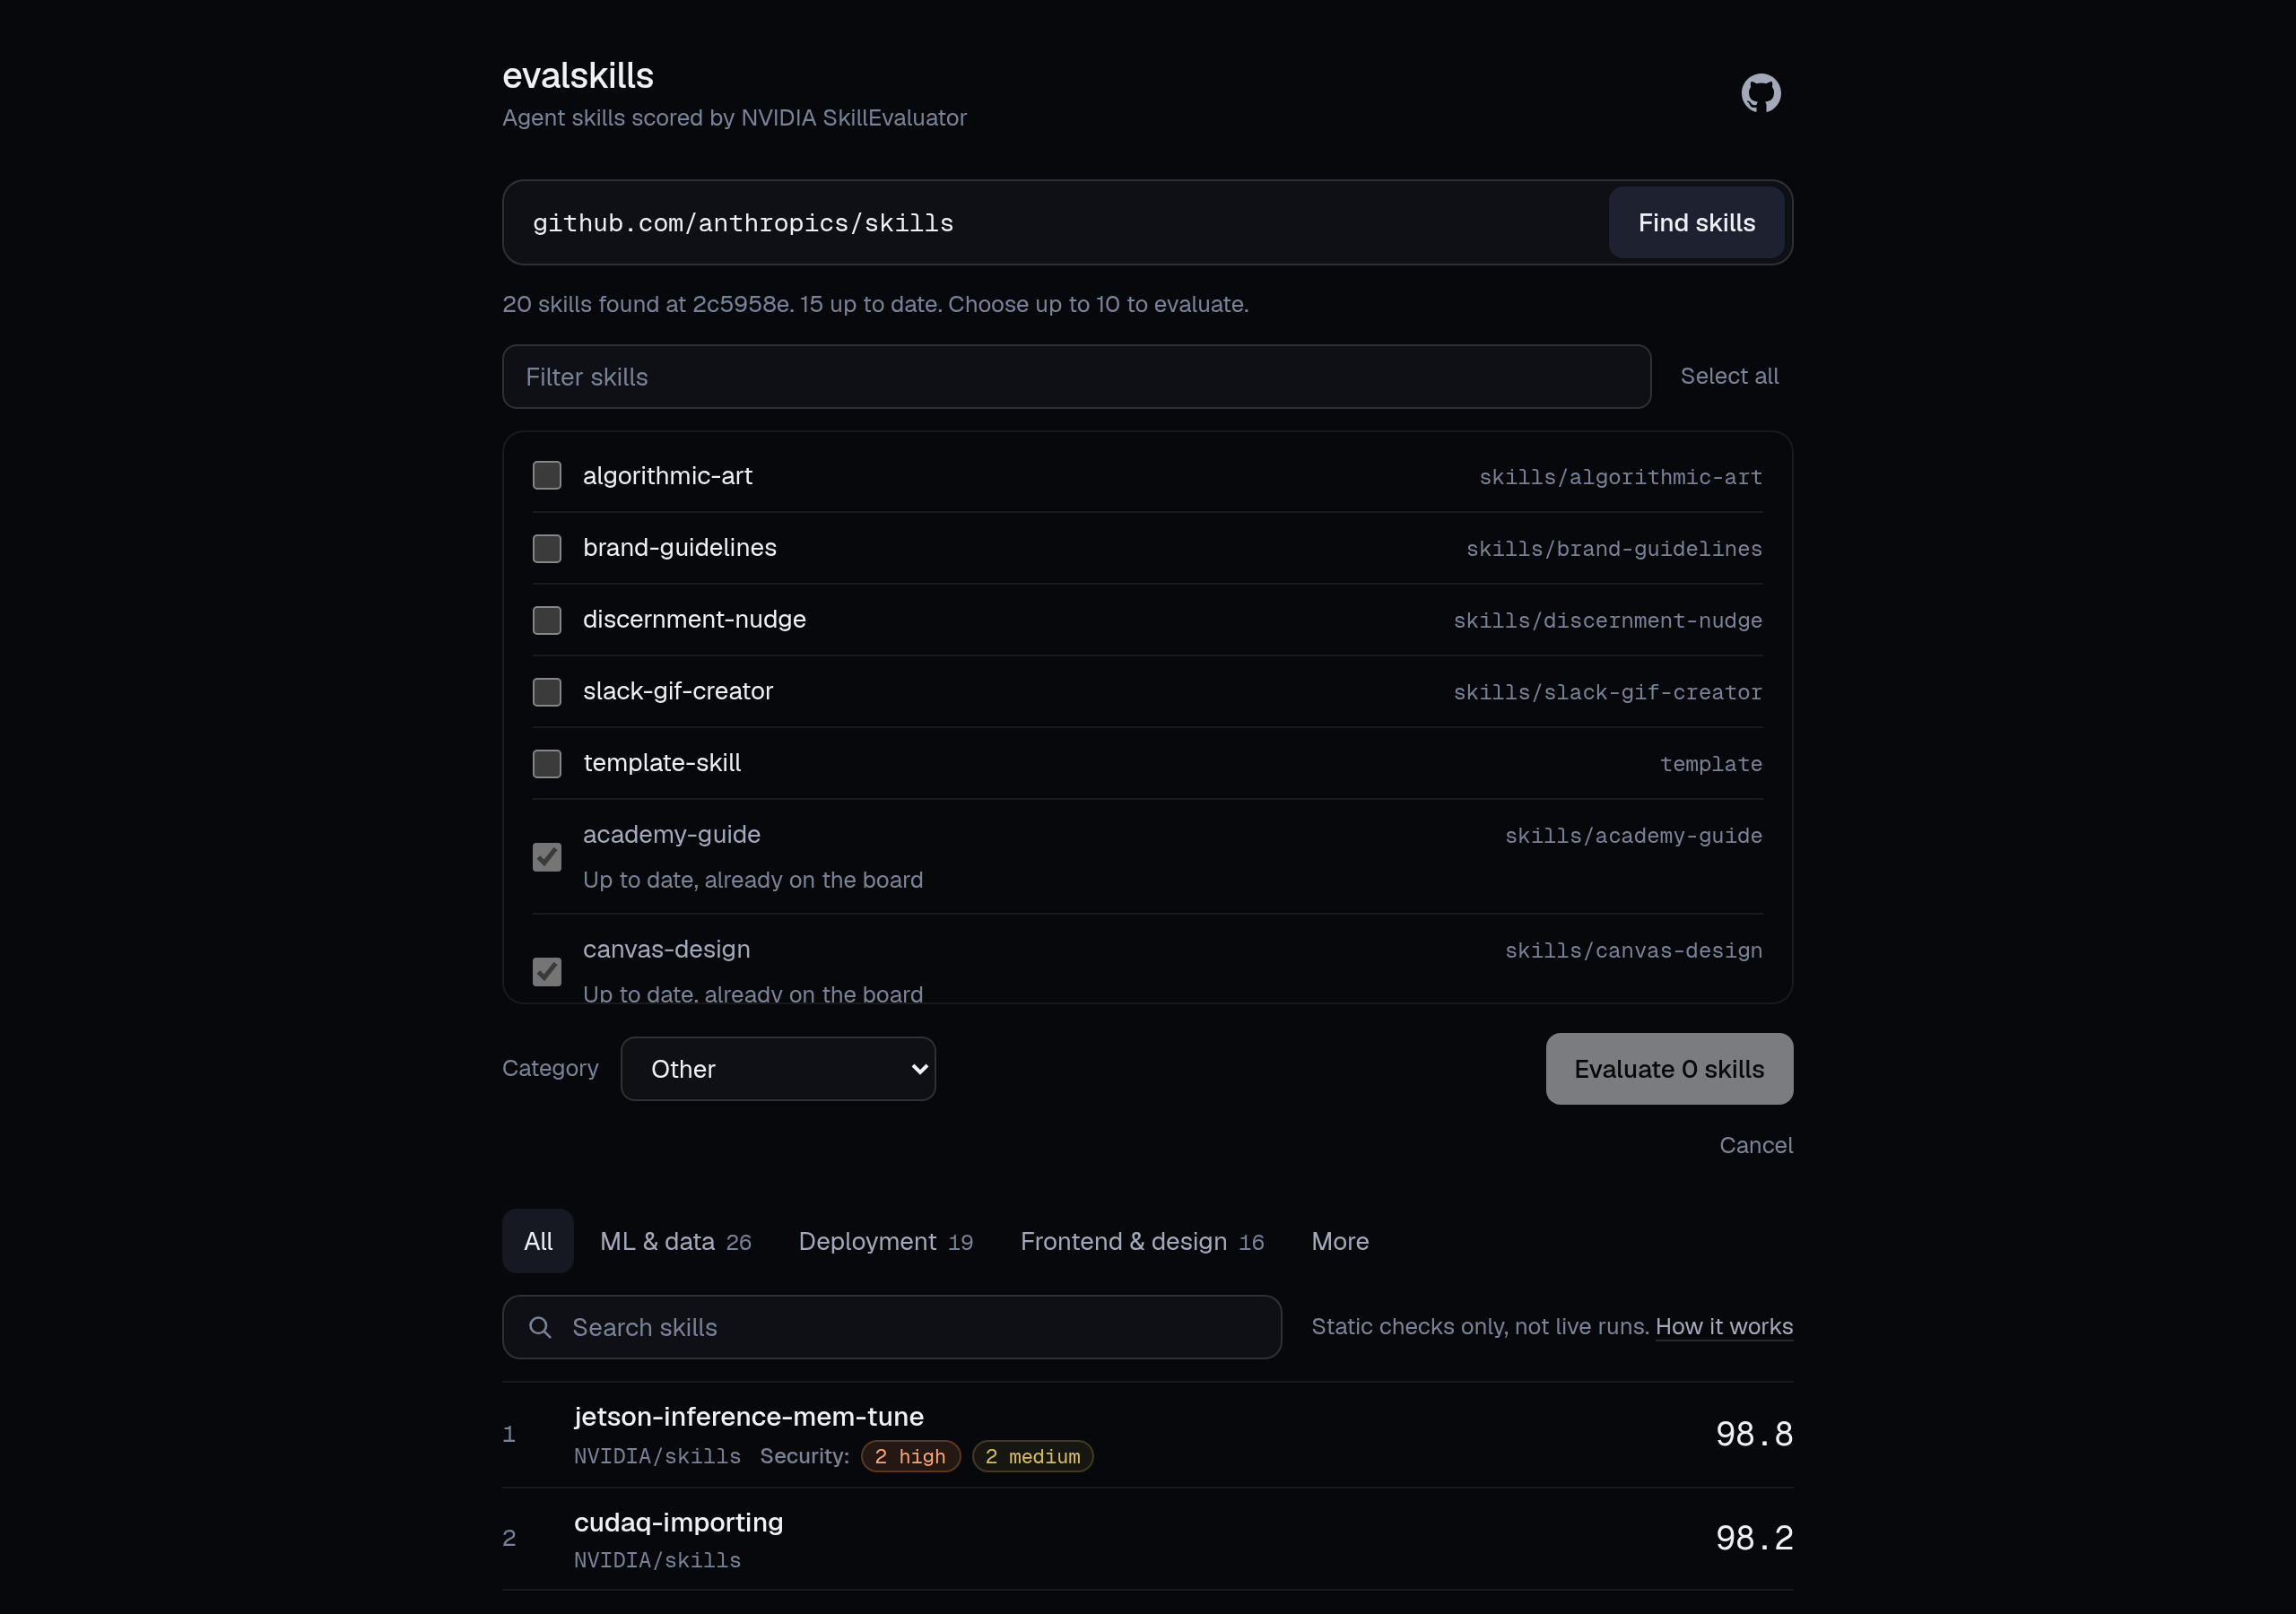 evalskills
Agent skills scored by NVIDIA SkillEvaluator
github.com/anthropics/skills
Find skills
20 skills found at 2c5958e. 15 up to date. Choose up to 10 to evaluate.
Filter skills
Select all
algorithmic-art skills/algorithmic-art
brand-guidelines skills/brand-guidelines
discernment-nudge skills/discernment-nudge
slack-gif-creator skills/slack-gif-creator
template-skill template
academy-guide skills/academy-guide
Up to date, already on the board
canvas-design skills/canvas-design
Up to date, already on the board
Category Other Evaluate 0 skills
Cancel
All ML & data 26 Deployment 19 Frontend & design 16 More
Search skills Static checks only, not live runs. How it works
1 jetson-inference-mem-tune 98.8
NVIDIA/skills Security: 2 high 2 medium
2 cudaq-importing 98.2
NVIDIA/skills